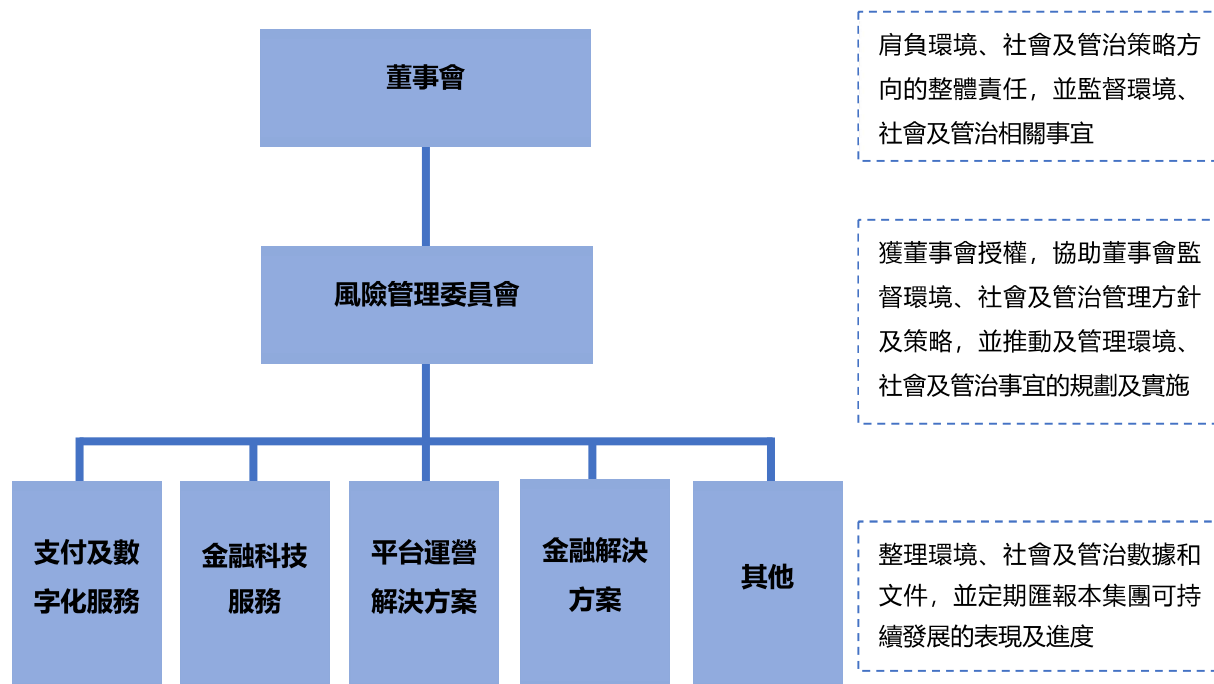 董事會
肩負環境、社會及管治策略方
向的整體責任，並監督環境、
社會及管治相關事宜
風險管理委員會
獲董事會授權，協助董事會監
督環境、社會及管治管理方針
及策略，並推動及管理環境、
社會及管治事宜的規劃及實施
支付及數
字化服務
金融科技
服務
平台運營
解決方案
金融解決
方案
其他
整理環境、社會及管治數據和
文件，並定期匯報本集團可持
續發展的表現及進度